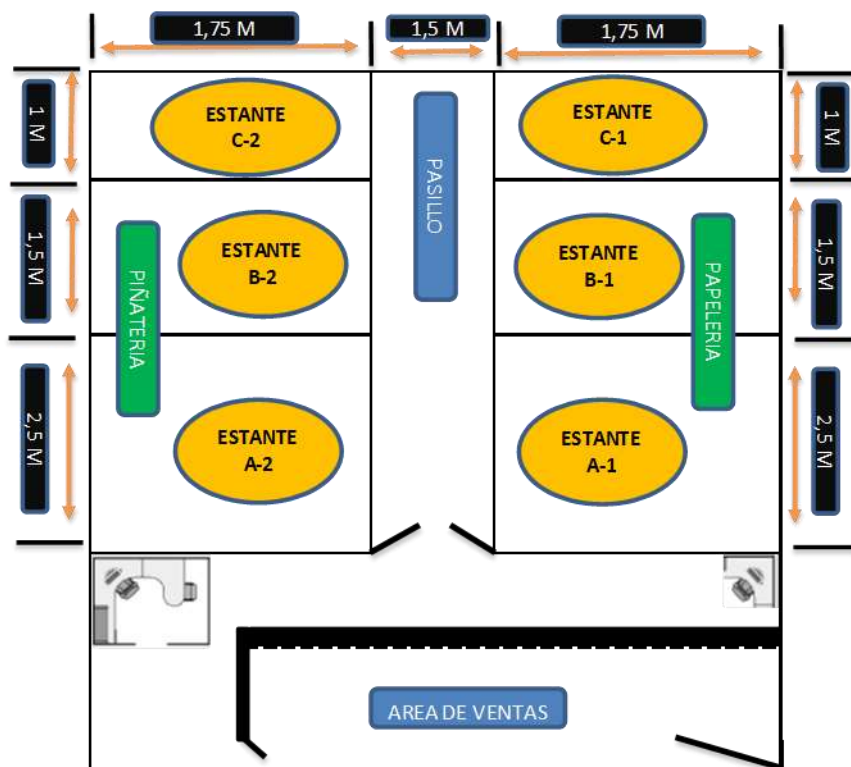 1,75 M
1,5 M
1,75 M
1 M
ESTANTE
C-2
ESTANTE
C-1
1 M
PASILLO
1,5 M
ESTANTE
B-2
ESTANTE
B-1
1,5 M
PIÑATERIA
PAPELERIA
2,5 M
ESTANTE
A-2
ESTANTE
A-1
2,5 M
AREA DE VENTAS